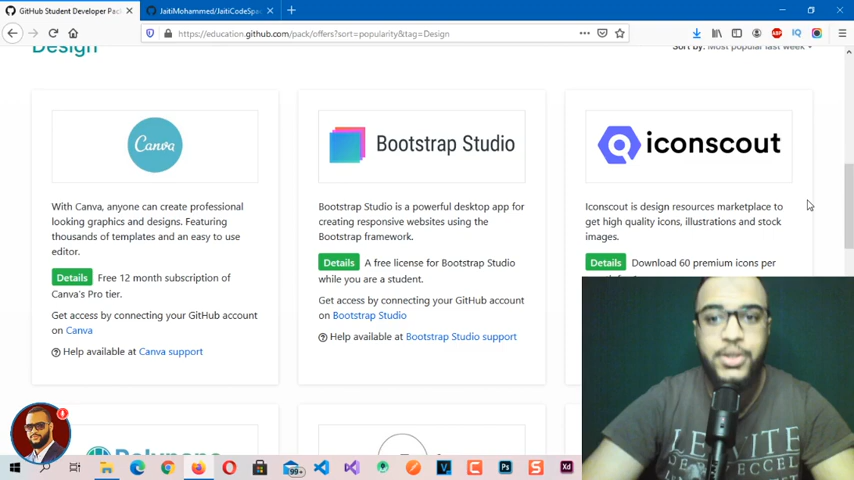 GitHub Student Developer Pac
JaitiMohammed/JaitiCodeSpa
https://education.github.com/pack/offers?sort=popularity&tag=Design
ABP
IQ
Design
Sort by: Most popular last week
Canva
Bootstrap Studio
iconscout
With Canva, anyone can create professional
looking graphics and designs. Featuring
thousands of templates and an easy to use
editor.
Details Free 12 month subscription of
Canva's Pro tier.
Get access by connecting your GitHub account
on Canva
Help available at Canva support
Bootstrap Studio is a powerful desktop app for
creating responsive websites using the
Bootstrap framework.
Details A free license for Bootstrap Studio
while you are a student.
Get access by connecting your GitHub account
on Bootstrap Studio
Help available at Bootstrap Studio support
Iconscout is design resources marketplace to
get high quality icons, illustrations and stock
images.
Details Download 60 premium icons per
99+
V
Ps
S
Xd